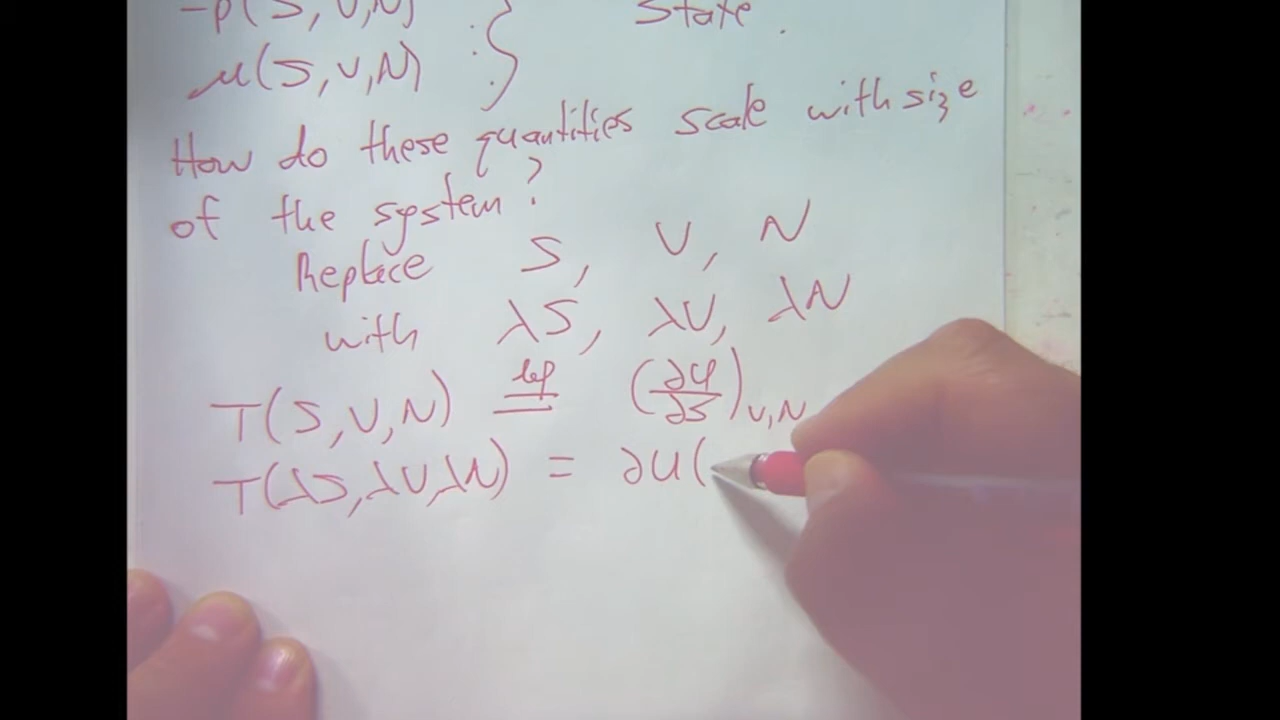 -p(S, V, N)
State.
μ(S, V, N) }
How do these quantities scale with size
of the system?
Replace S, V, N
with λS, λV, λN
T(S, V, N) def= (∂U/∂S)V,N
T(λS, λV, λN) = ∂U(